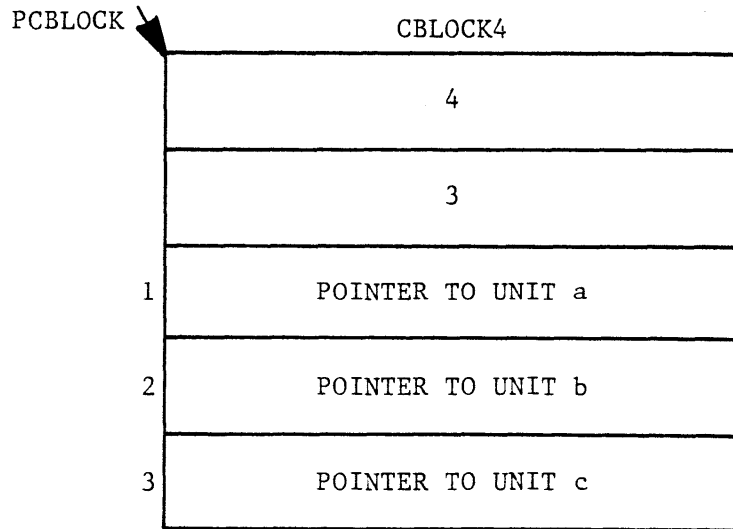 PCBLOCK
CBLOCK4
4
3
1 POINTER TO UNIT a
2 POINTER TO UNIT b
3 POINTER TO UNIT c